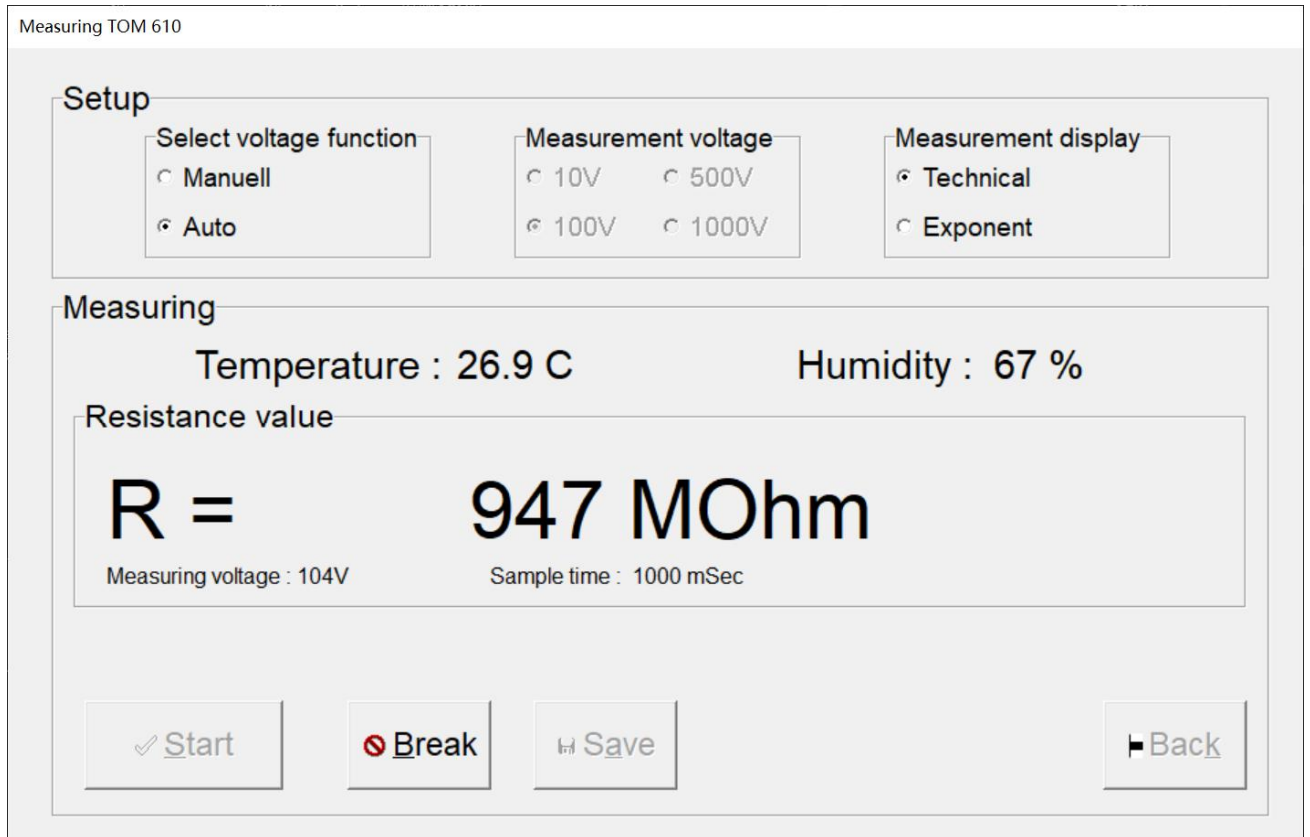 Measuring TOM 610
Setup
Select voltage function
Manuell
Auto
Measurement voltage
10V 500V
100V 1000V
Measurement display
Technical
Exponent
Measuring
Temperature : 26.9 C Humidity : 67 %
Resistance value
R = 947 MOhm
Measuring voltage : 104V Sample time : 1000 mSec
Start Break Save Back